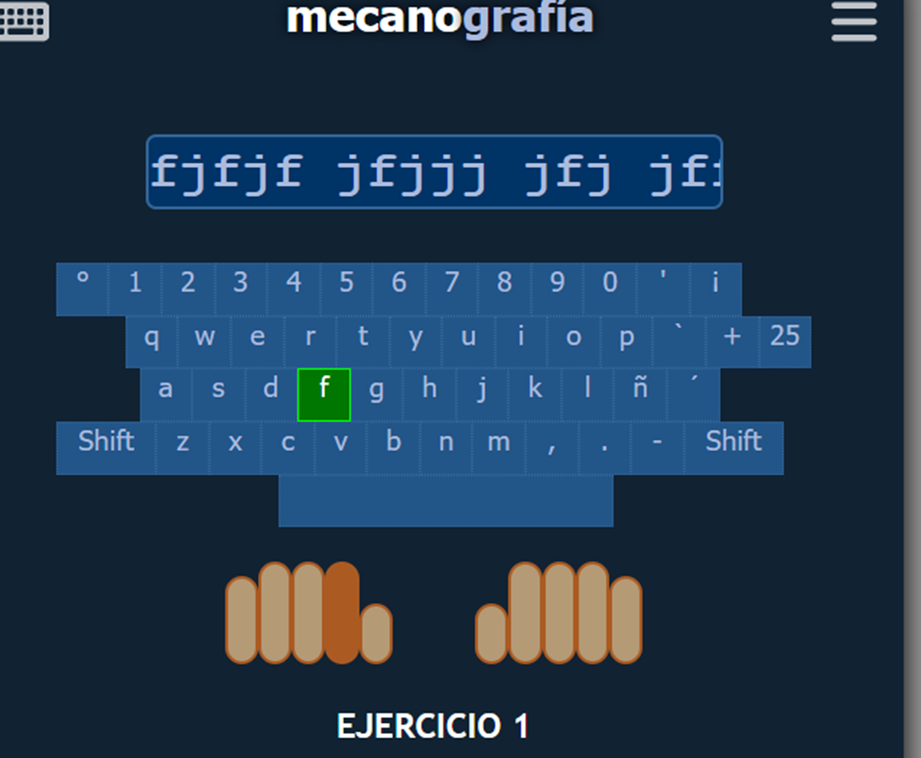 mecanografía
fjfjf jfjjj jfj jf
° 1 2 3 4 5 6 7 8 9 0 ' i
q w e r t y u i o p ` + 25
a s d f g h j k l ñ ´
Shift z x c v b n m , . - Shift
EJERCICIO 1